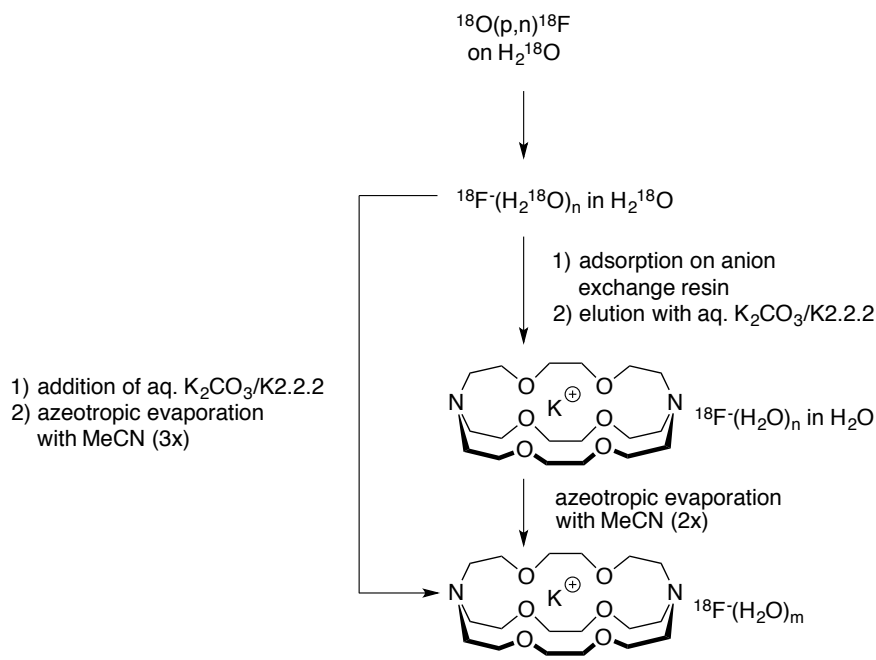 ¹⁸O(p,n)¹⁸F
on H₂¹⁸O
¹⁸F⁻(H₂¹⁸O)ₙ in H₂¹⁸O
1) adsorption on anion
exchange resin
2) elution with aq. K₂CO₃/K2.2.2
1) addition of aq. K₂CO₃/K2.2.2
2) azeotropic evaporation
with MeCN (3x)
O O
N K⊕ N
O O
O O
¹⁸F⁻(H₂O)ₙ in H₂O
azeotropic evaporation
with MeCN (2x)
O O
N K⊕ N
O O
O O
¹⁸F⁻(H₂O)ₘ